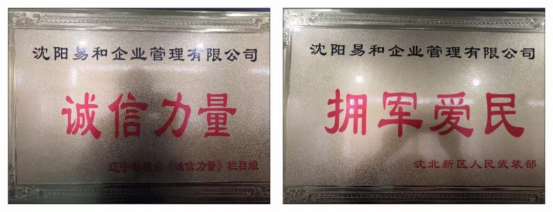 沈阳易和企业管理有限公司
诚信力量
《诚信力量》栏目组
沈阳易和企业管理有限公司
拥军爱民
沈北新区人民武装部